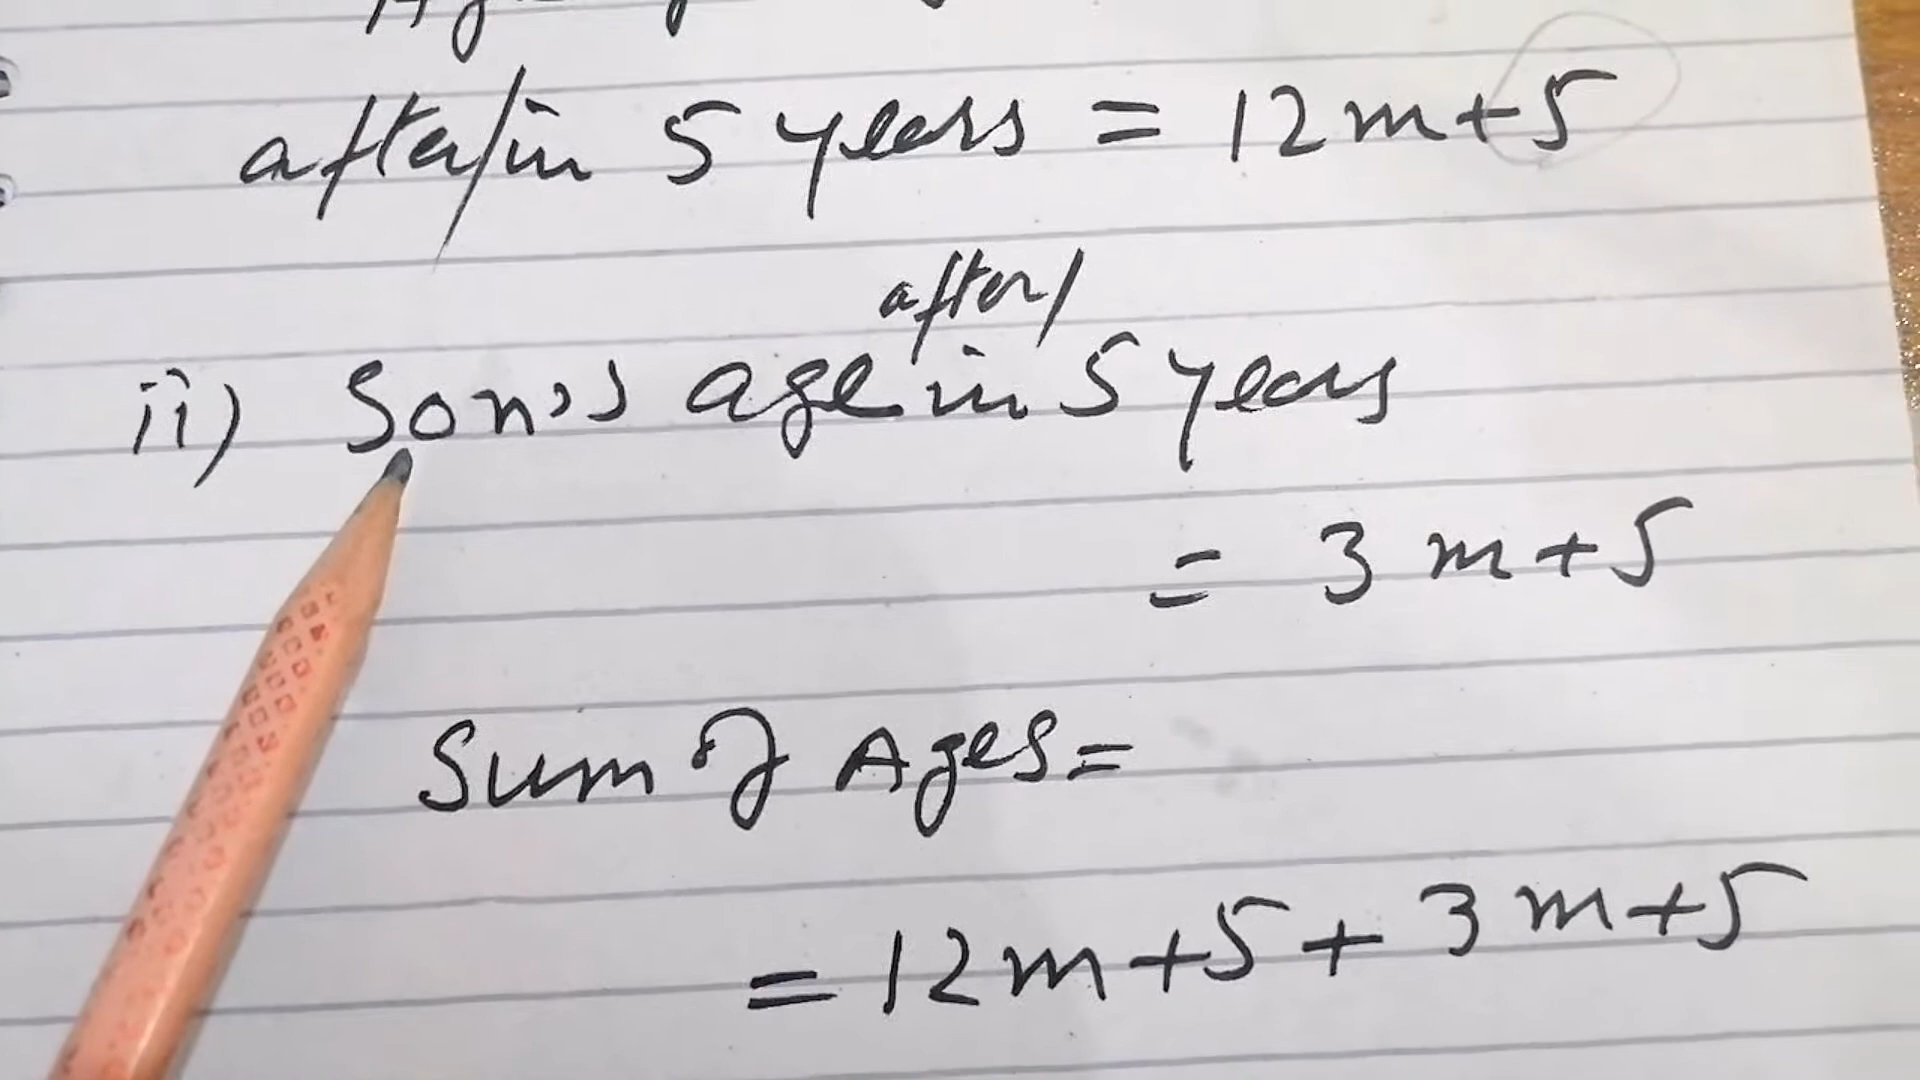 after/in 5 years = 12m+5
after/
ii) Son's age in 5 years
= 3m+5
Sum of Ages=
= 12m+5+3m+5